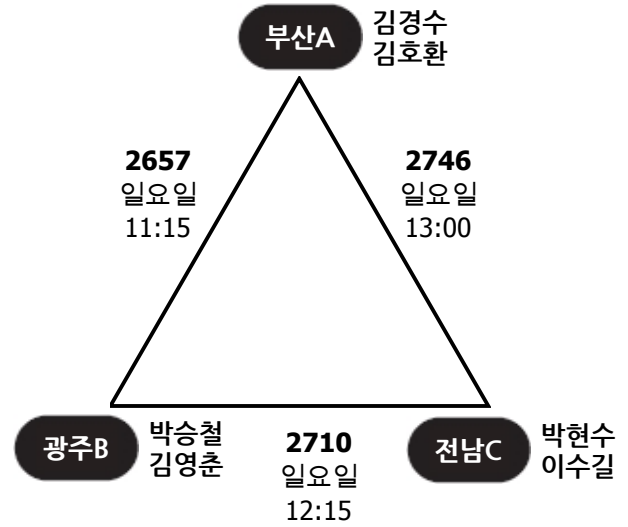 부산A
김경수
김호환
2657
일요일
11:15
2746
일요일
13:00
광주B
박승철
김영춘
2710
일요일
12:15
전남C
박현수
이수길